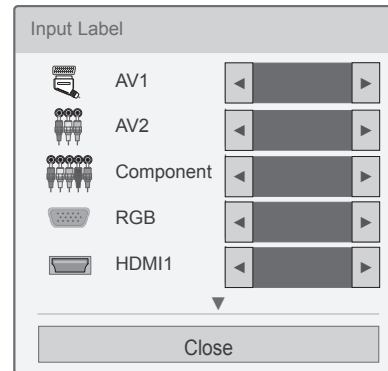 Input Label
AV1
AV2
Component
RGB
HDMI1
Close